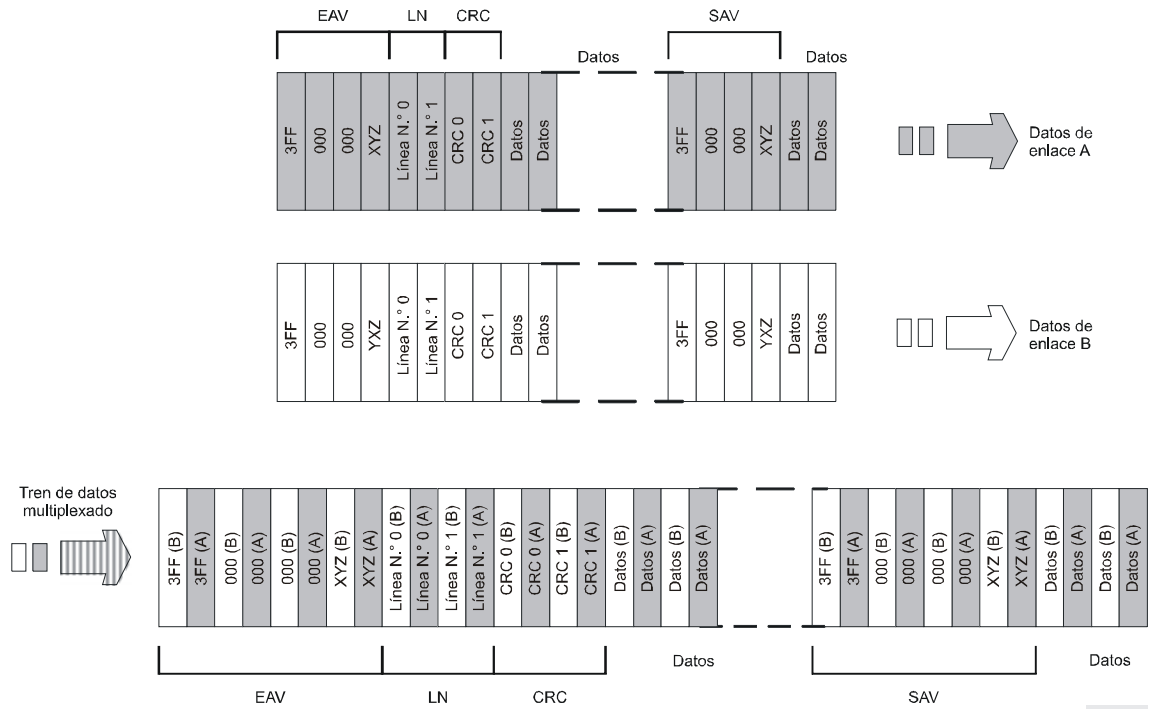 EAV
LN
CRC
SAV
Datos
Datos
3FF
000
000
XYZ
Línea N.° 0
Línea N.° 1
CRC 0
CRC 1
Datos
Datos
3FF
000
000
XYZ
Datos
Datos
Datos de
enlace A
3FF
000
000
YXZ
Línea N.° 0
Línea N.° 1
CRC 0
CRC 1
Datos
Datos
3FF
000
000
YXZ
Datos
Datos
Datos de
enlace B
Tren de datos
multiplexado
3FF (B)
3FF (A)
000 (B)
000 (A)
000 (B)
000 (A)
XYZ (B)
XYZ (A)
Línea N.° 0 (B)
Línea N.° 0 (A)
Línea N.° 1 (B)
Línea N.° 1 (A)
CRC 0 (B)
CRC 0 (A)
CRC 1 (B)
CRC 1 (A)
Datos (B)
Datos (A)
Datos (B)
Datos (A)
3FF (B)
3FF (A)
000 (B)
000 (A)
000 (B)
000 (A)
XYZ (B)
XYZ (A)
Datos (B)
Datos (A)
Datos (B)
Datos (A)
Datos
Datos
EAV
LN
CRC
SAV